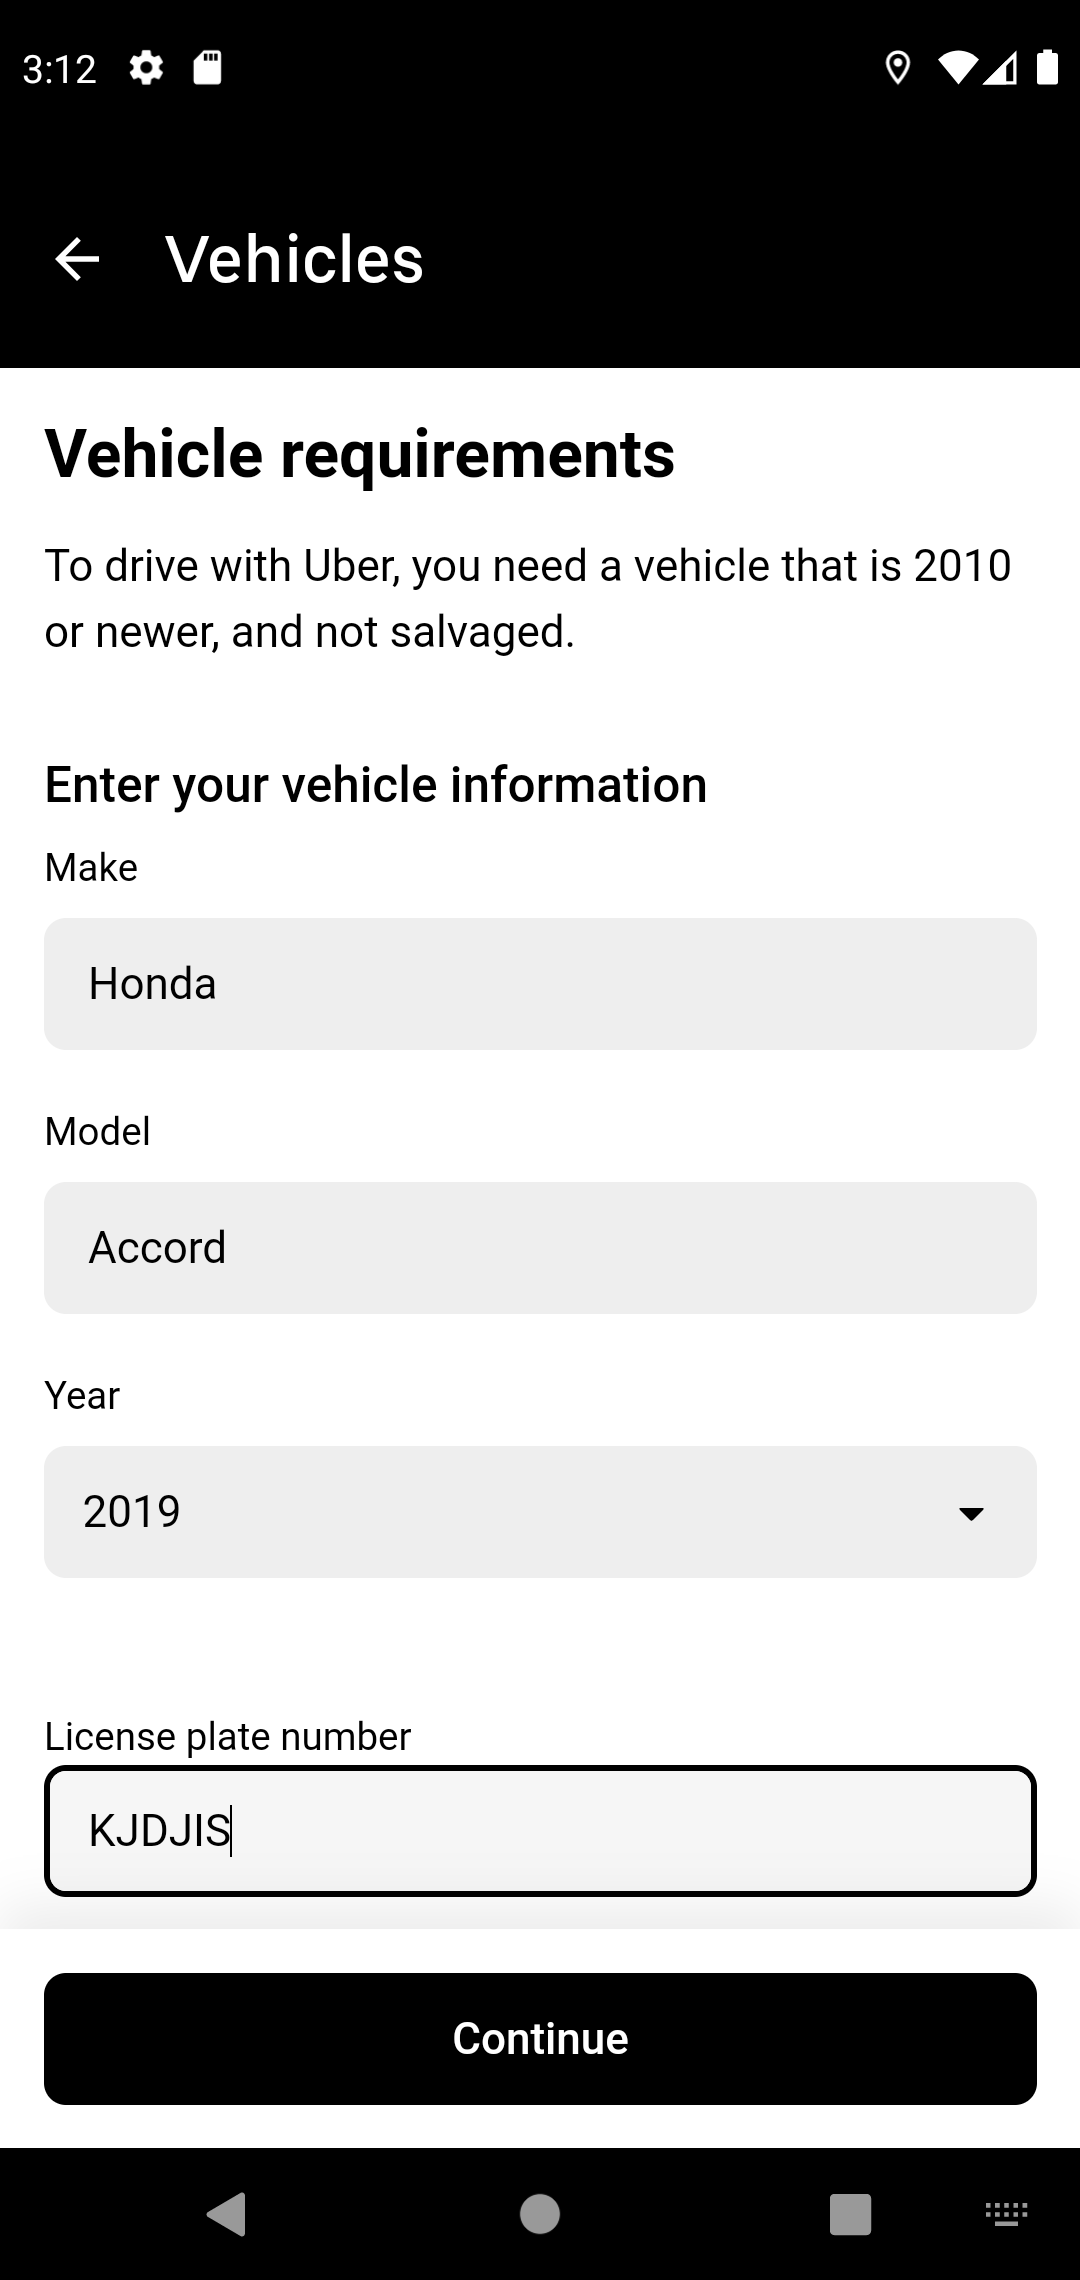 3:12
Vehicles
Vehicle requirements
To drive with Uber, you need a vehicle that is 2010
or newer, and not salvaged.
Enter your vehicle information
Make
Honda
Model
Accord
Year
2019
License plate number
KJDJIS
Continue